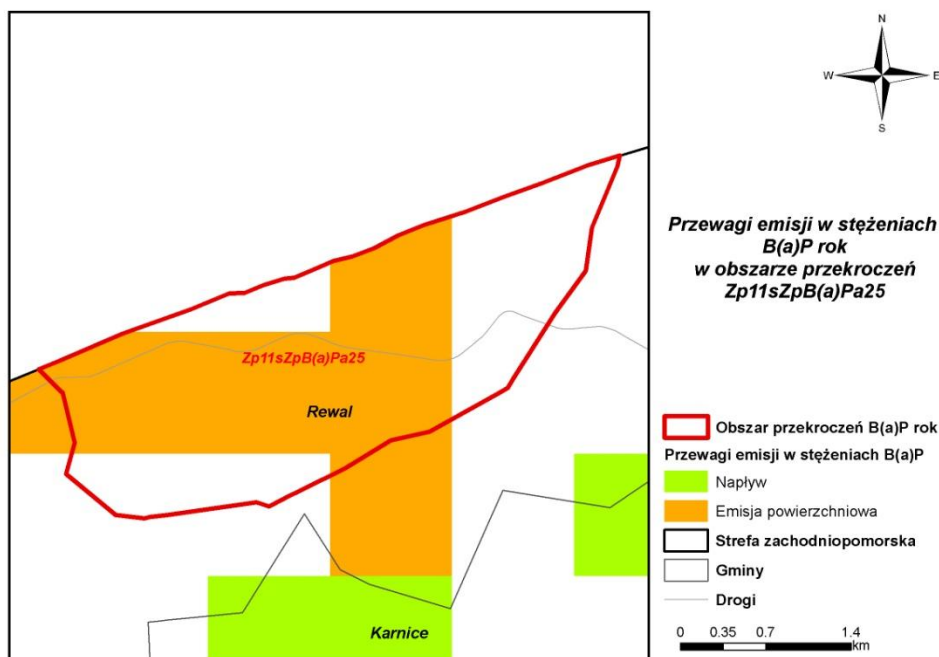 N
W
E
S
Przewagi emisji w stężeniach
B(a)P rok
w obszarze przekroczeń
Zp11sZpB(a)Pa25
Zp11sZpB(a)Pa25
Rewal
Karnice
Obszar przekroczeń B(a)P rok
Przewagi emisji w stężeniach B(a)P
Napływ
Emisja powierzchniowa
Strefa zachodniopomorska
Gminy
Drogi
0 0.35 0.7 1.4
km